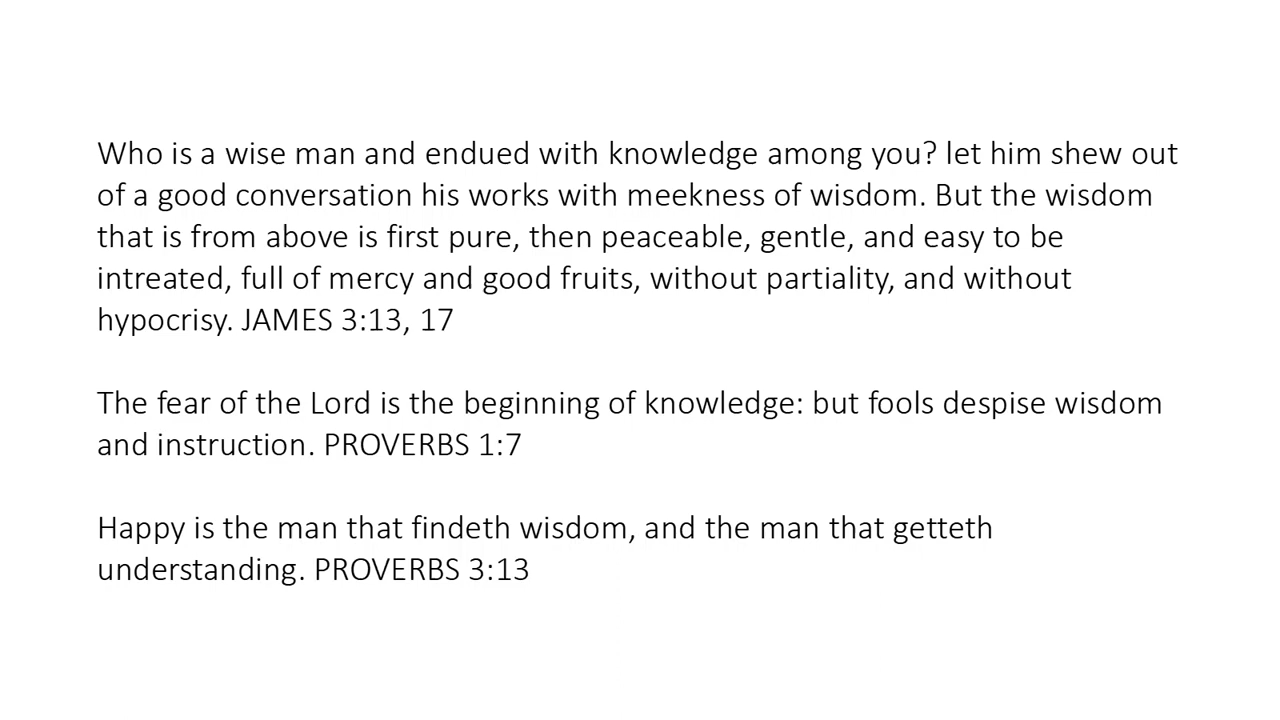 Who is a wise man and endued with knowledge among you? let him shew out
of a good conversation his works with meekness of wisdom. But the wisdom
that is from above is first pure, then peaceable, gentle, and easy to be
intreated, full of mercy and good fruits, without partiality, and without
hypocrisy. JAMES 3:13, 17
The fear of the Lord is the beginning of knowledge: but fools despise wisdom
and instruction. PROVERBS 1:7
Happy is the man that findeth wisdom, and the man that getteth
understanding. PROVERBS 3:13